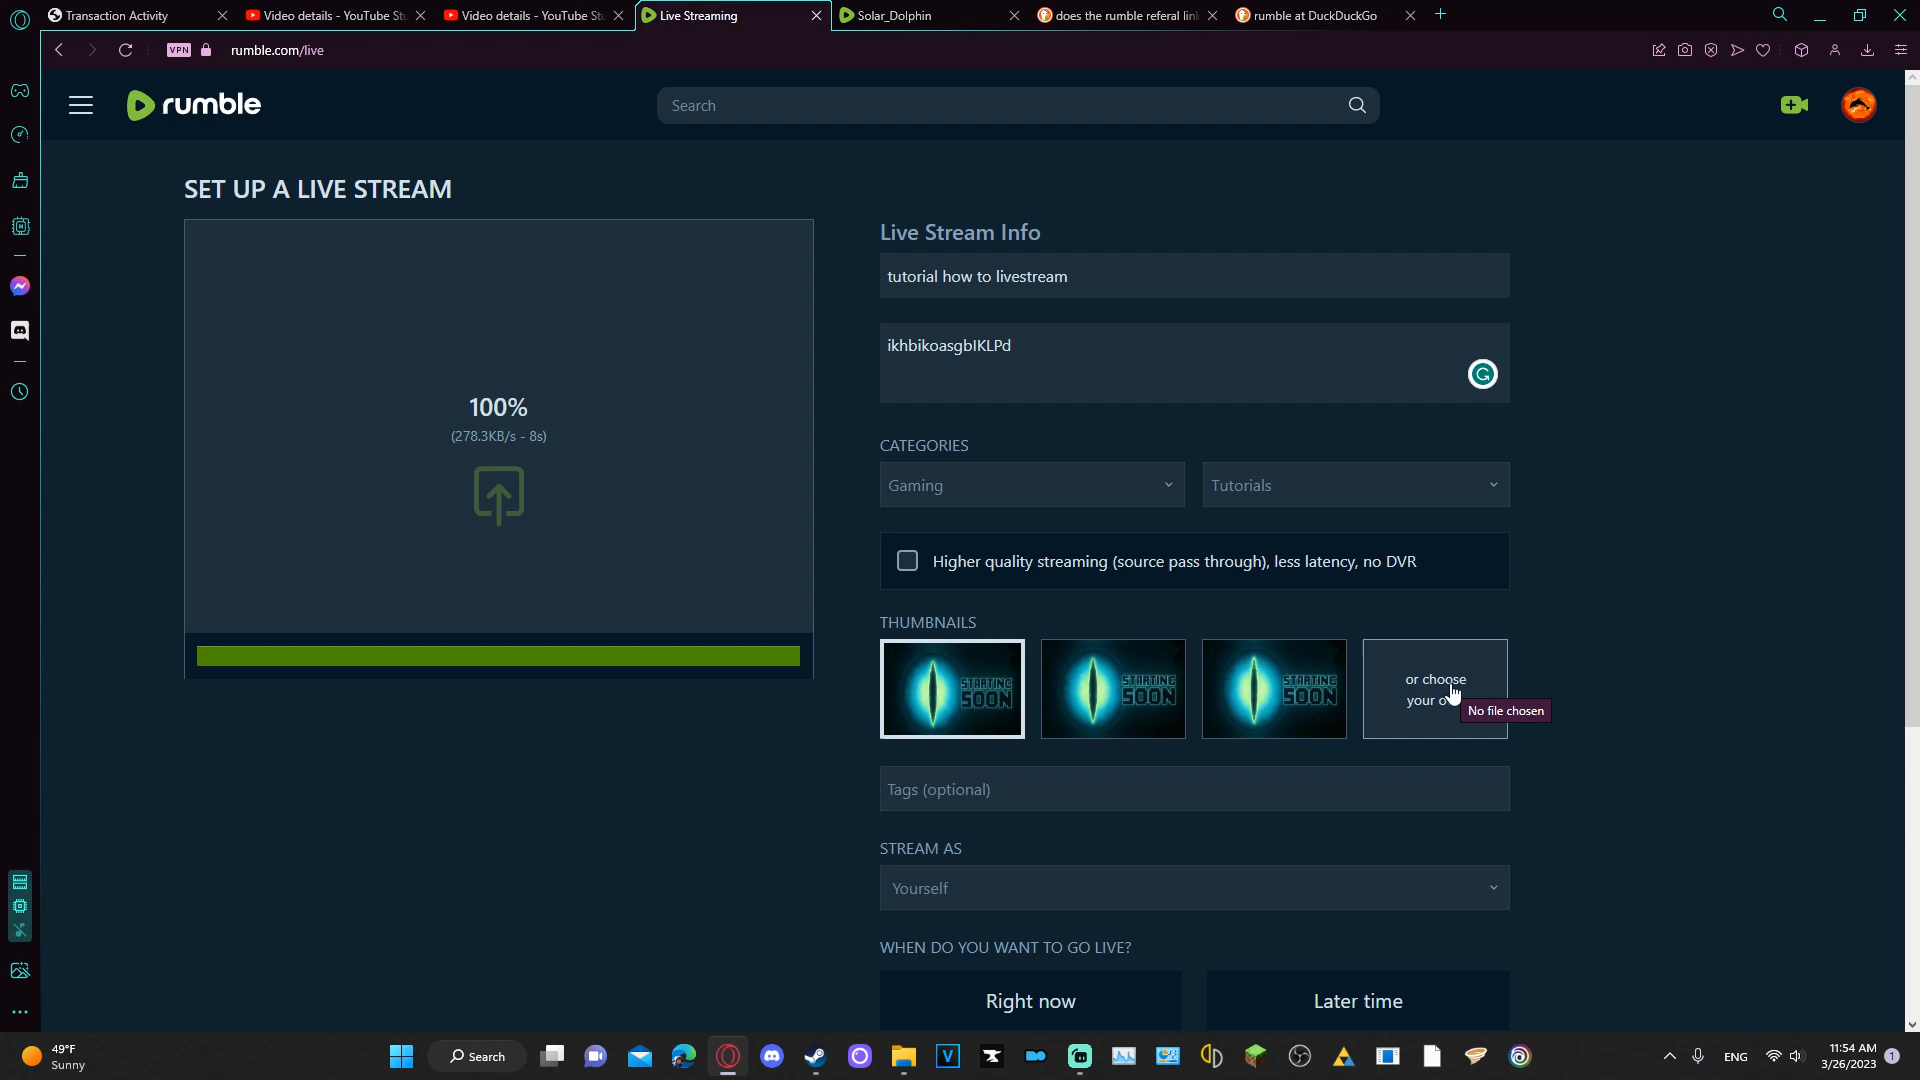 Transaction Activity
Video details - YouTube Stu
Video details - YouTube Stu
Live Streaming
Solar_Dolphin
does the rumble referal lin
rumble at DuckDuckGo
VPN
rumble.com/live
rumble
Search
SET UP A LIVE STREAM
100%
(278.3KB/s - 8s)
Live Stream Info
tutorial how to livestream
ikhbikoasgbIKLPd
CATEGORIES
Gaming
Tutorials
Higher quality streaming (source pass through), less latency, no DVR
THUMBNAILS
STARTING SOON
STARTING SOON
STARTING SOON
or choose
your o
No file chosen
Tags (optional)
STREAM AS
Yourself
WHEN DO YOU WANT TO GO LIVE?
Right now
Later time
49°F
Sunny
Search
ENG
11:54 AM
3/26/2023
1